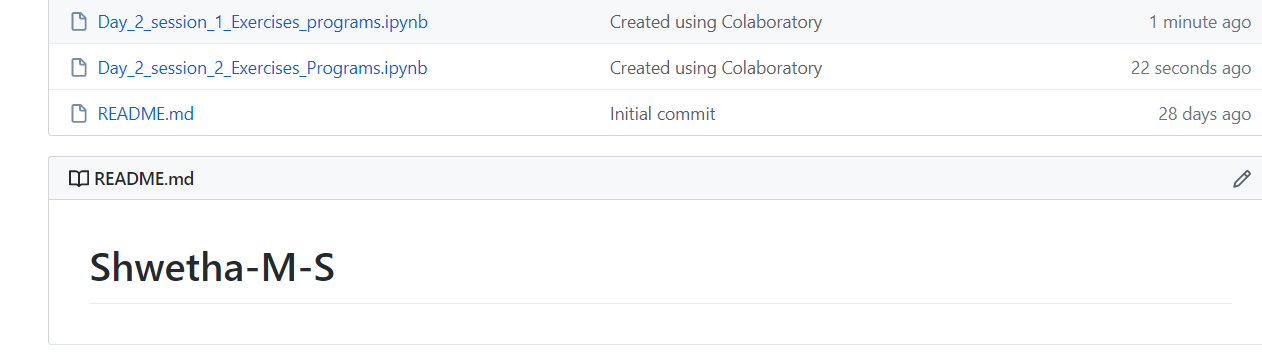 Day_2_session_1_Exercises_programs.ipynb Created using Colaboratory 1 minute ago
Day_2_session_2_Exercises_Programs.ipynb Created using Colaboratory 22 seconds ago
README.md Initial commit 28 days ago
README.md
Shwetha-M-S